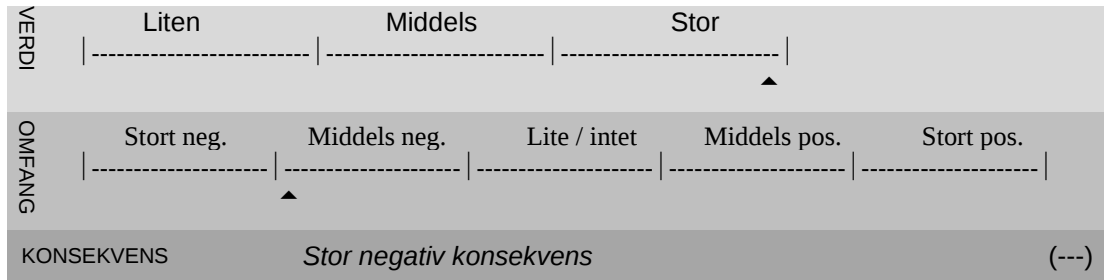 VERDI
Liten Middels Stor
|--------------------------|--------------------------|--------------------------|
OMFANG
Stort neg. Middels neg. Lite / intet Middels pos. Stort pos.
|---------------------|---------------------|---------------------|---------------------|---------------------|
KONSEKVENS Stor negativ konsekvens (---)